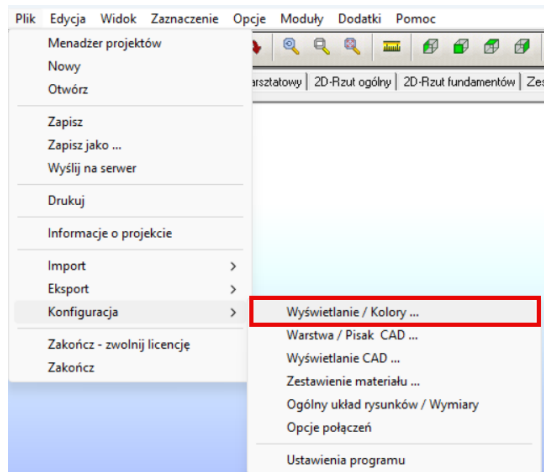 Plik Edycja Widok Zaznaczenie Opcje Moduły Dodatki Pomoc
Menadżer projektów
Nowy
Otwórz
2D-Rzut ogólny 2D-Rzut fundamentów
Zapisz
Zapisz jako ...
Wyślij na serwer
Drukuj
Informacje o projekcie
Import
Eksport
Konfiguracja
Zakończ - zwolnij licencję
Zakończ
Wyświetlanie / Kolory ...
Warstwa / Pisak CAD ...
Wyświetlanie CAD ...
Zestawienie materiału ...
Ogólny układ rysunków / Wymiary
Opcje połączeń
Ustawienia programu